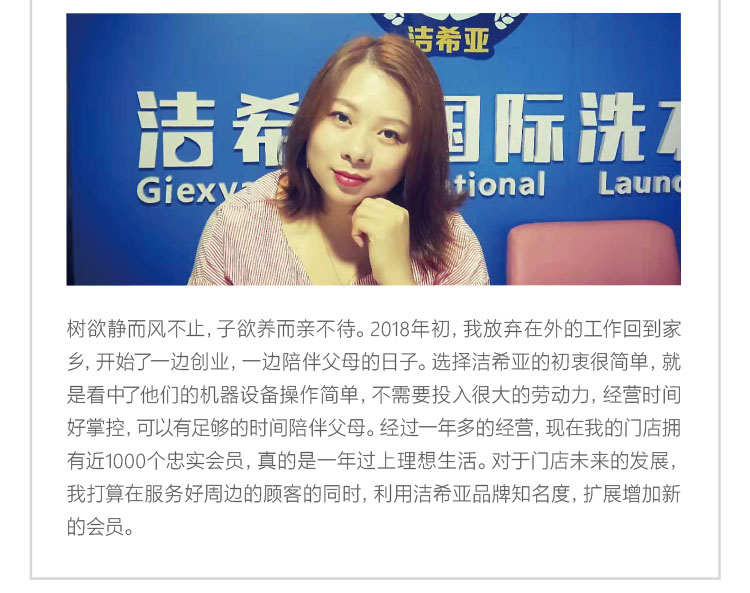 洁希亚
洁希 国际洗衣
Giexya ational Laund
树欲静而风不止，子欲养而亲不待。2018年初，我放弃在外的工作回到家
乡，开始了一边创业，一边陪伴父母的日子。选择洁希亚的初衷很简单，就
是看中了他们的机器设备操作简单，不需要投入很大的劳动力，经营时间
好掌控，可以有足够的时间陪伴父母。经过一年多的经营，现在我的门店拥
有近1000个忠实会员，真的是一年过上理想生活。对于门店未来的发展，
我打算在服务好周边的顾客的同时，利用洁希亚品牌知名度，扩展增加新
的会员。